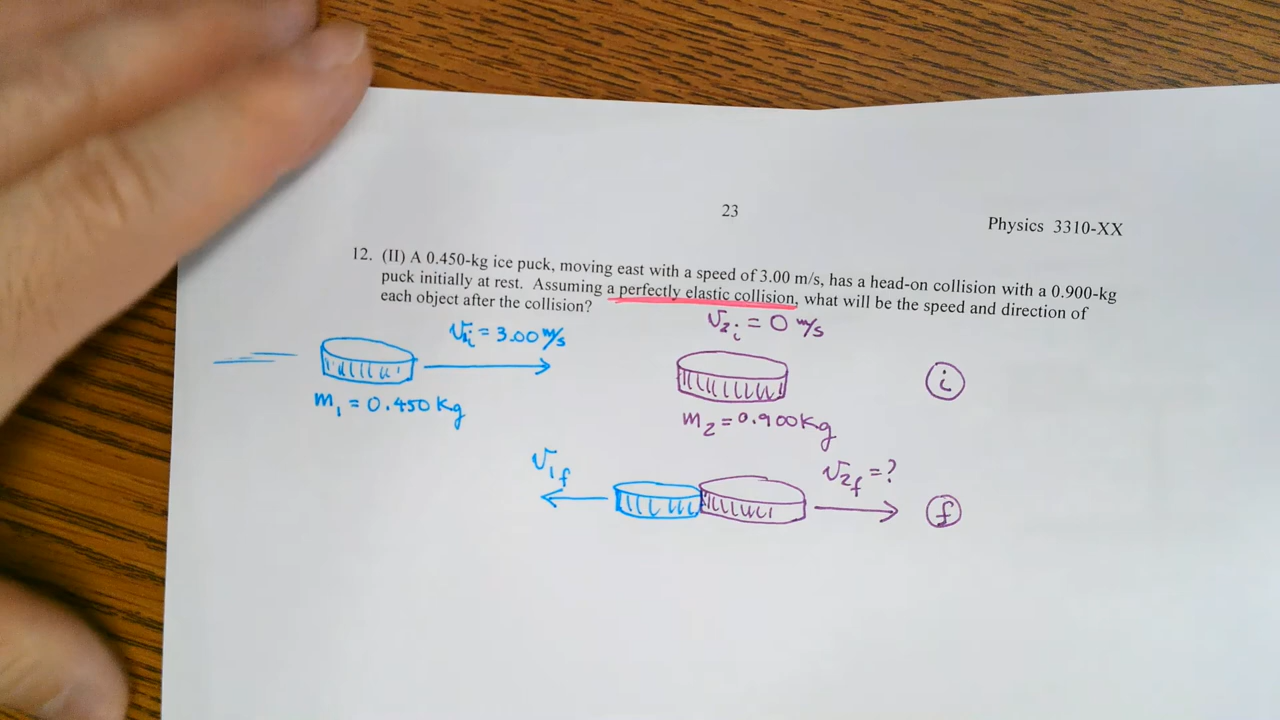 23
Physics 3310-XX
12. (II) A 0.450-kg ice puck, moving east with a speed of 3.00 m/s, has a head-on collision with a 0.900-kg
puck initially at rest. Assuming a perfectly elastic collision, what will be the speed and direction of
each object after the collision?
v₁ᵢ = 3.00 m/s
v₂ᵢ = 0 m/s
i
m₁ = 0.450 kg
m₂ = 0.900 kg
v1f
v2f = ?
f